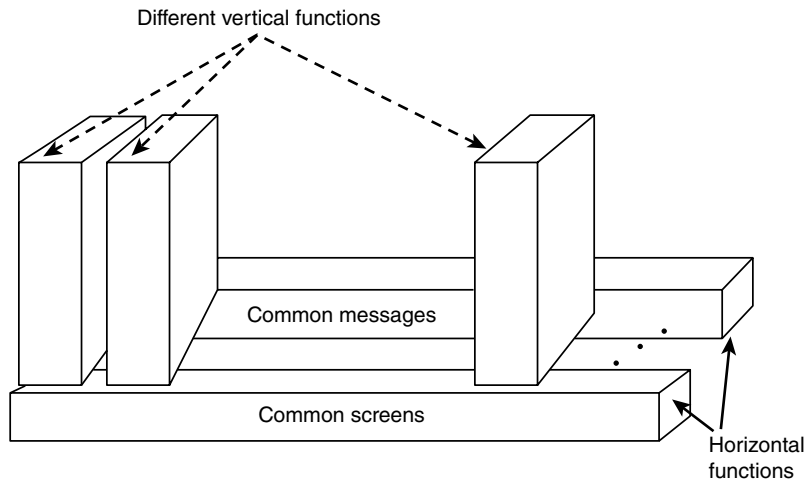 Different vertical functions
Common messages
Common screens
Horizontal
functions